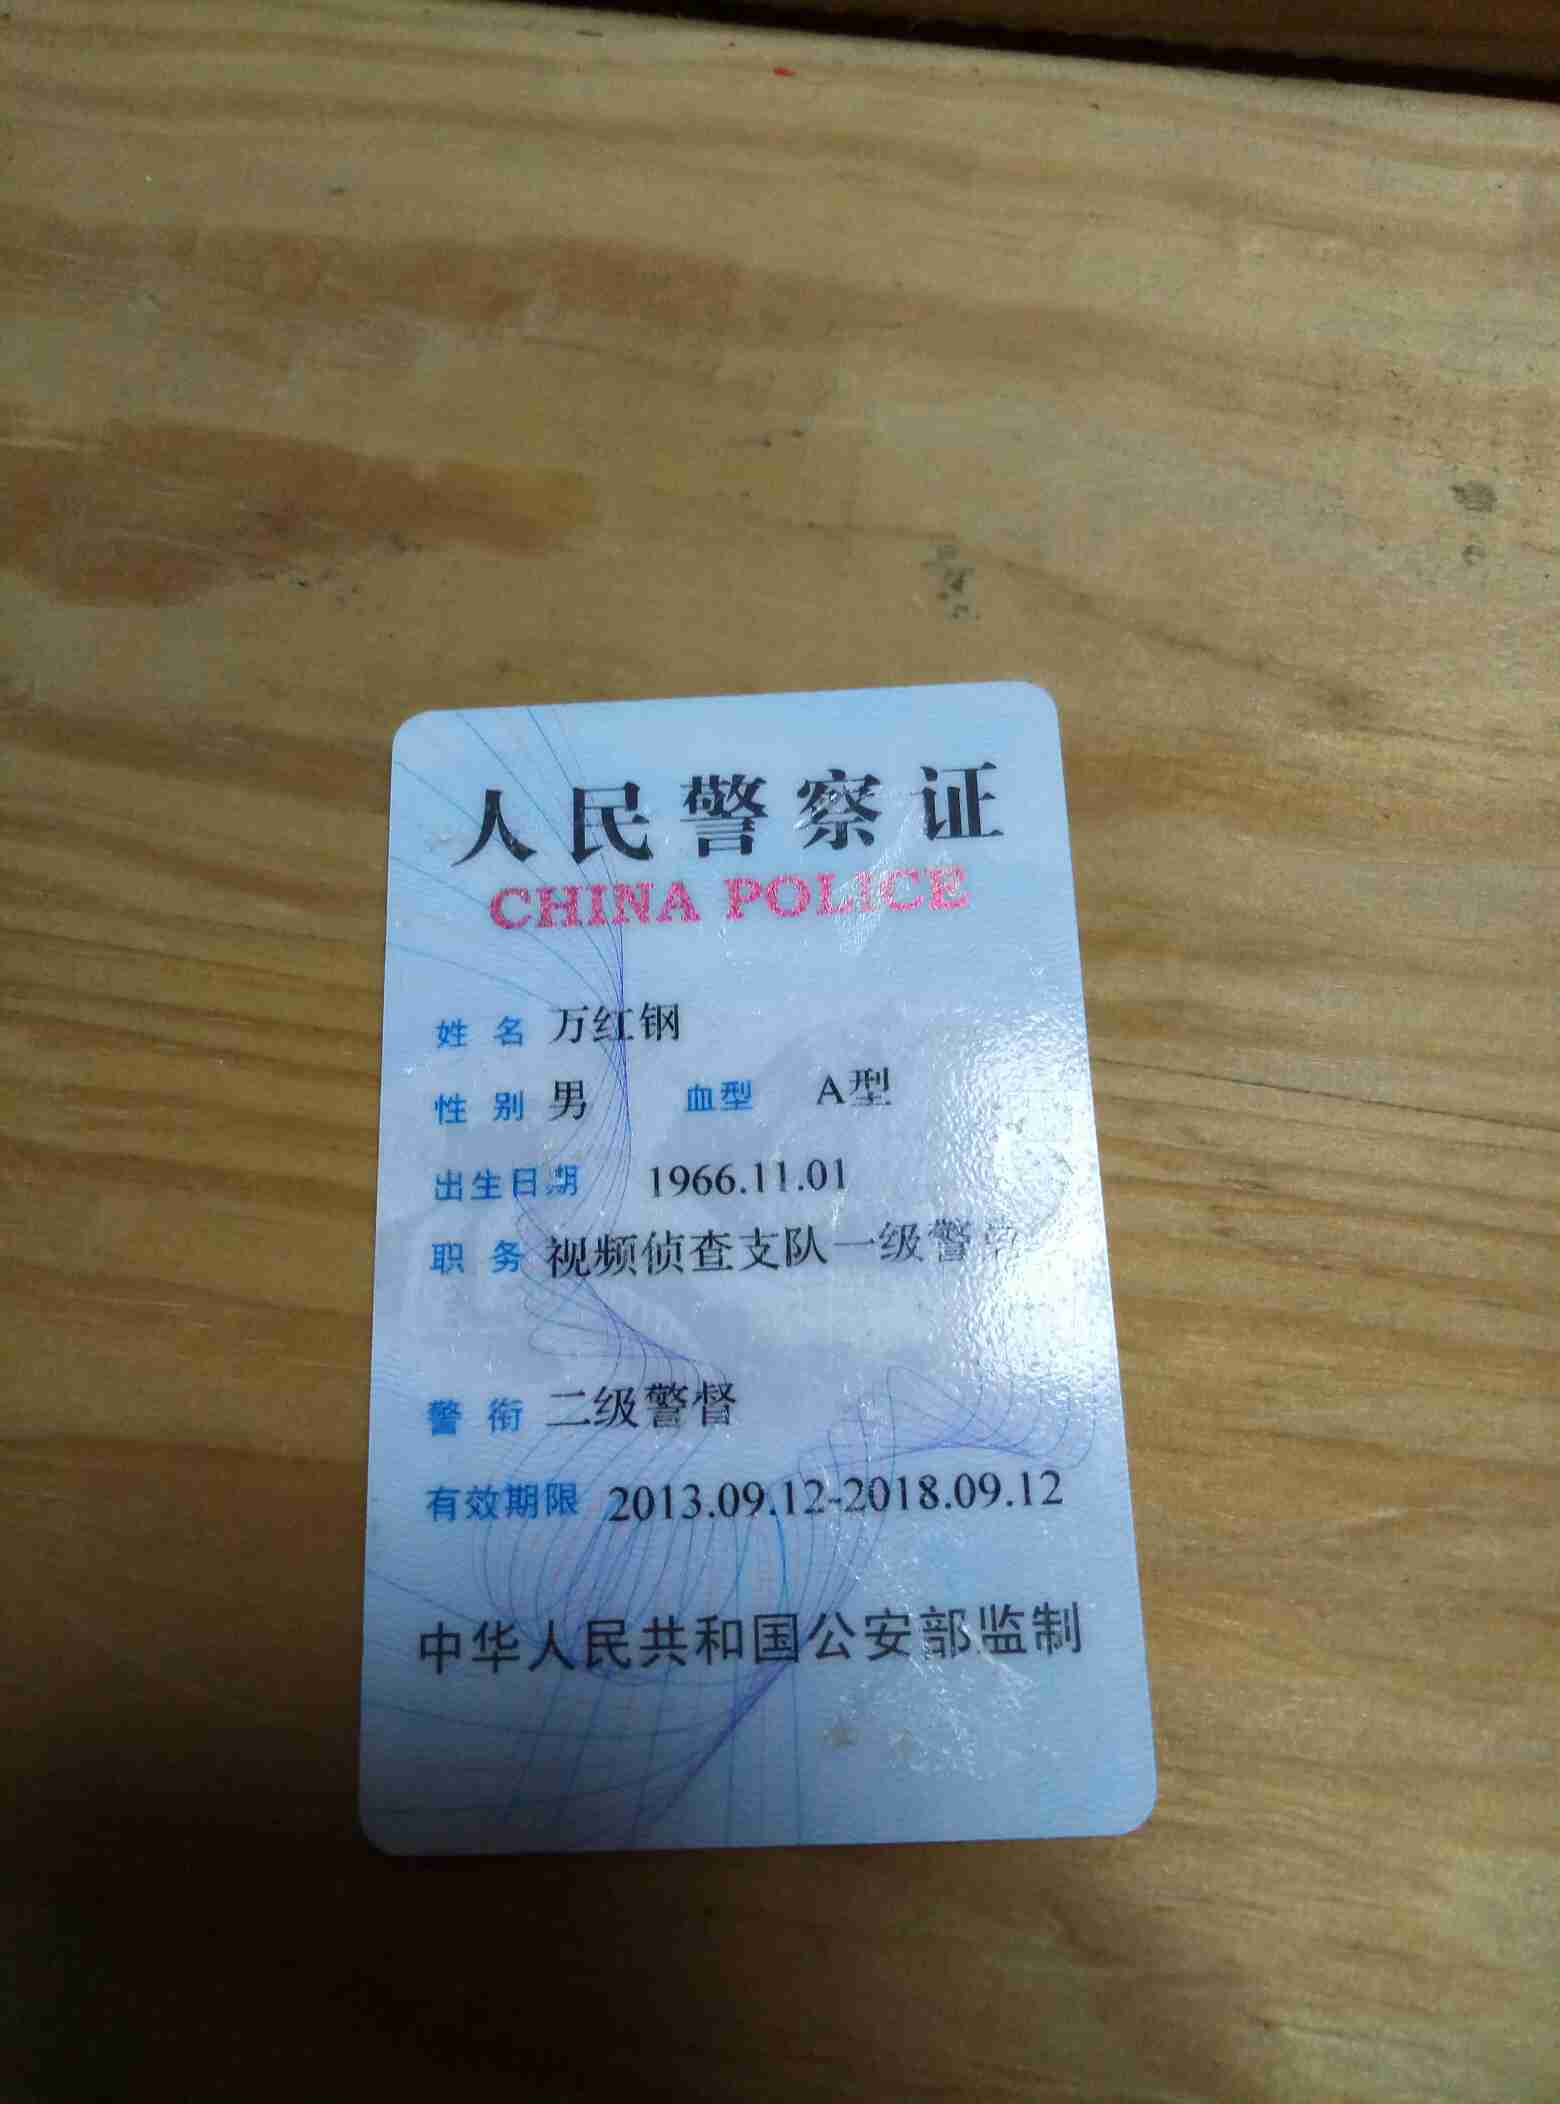 人民警察证
CHINA POLICE
姓 名 万红钢
性 别 男 血型 A型
出生日期 1966.11.01
职 务 视频侦查支队一级警
警 衔 二级警督
有效期限 2013.09.12-2018.09.12
中华人民共和国公安部监制